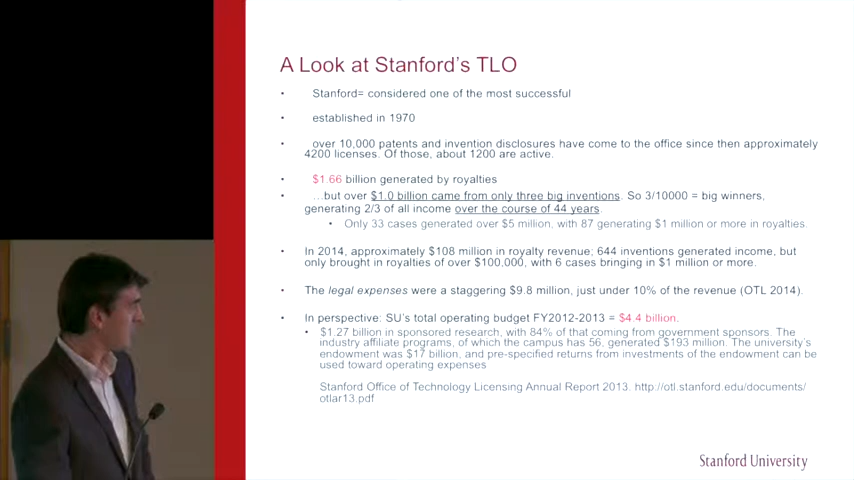 A Look at Stanford's TLO
• Stanford= considered one of the most successful
• established in 1970
• over 10,000 patents and invention disclosures have come to the office since then approximately
4200 licenses. Of those, about 1200 are active.
• $1.66 billion generated by royalties
• …but over $1.0 billion came from only three big inventions. So 3/10000 = big winners,
generating 2/3 of all income over the course of 44 years.
• Only 33 cases generated over $5 million, with 87 generating $1 million or more in royalties.
• In 2014, approximately $108 million in royalty revenue; 644 inventions generated income, but
only brought in royalties of over $100,000, with 6 cases bringing in $1 million or more.
• The legal expenses were a staggering $9.8 million, just under 10% of the revenue (OTL 2014).
• In perspective: SU's total operating budget FY2012-2013 = $4.4 billion.
• $1.27 billion in sponsored research, with 84% of that coming from government sponsors. The
industry affiliate programs, of which the campus has 56, generated $193 million. The university's
endowment was $17 billion, and pre-specified returns from investments of the endowment can be
used toward operating expenses
Stanford Office of Technology Licensing Annual Report 2013. http://otl.stanford.edu/documents/
otlar13.pdf
Stanford University